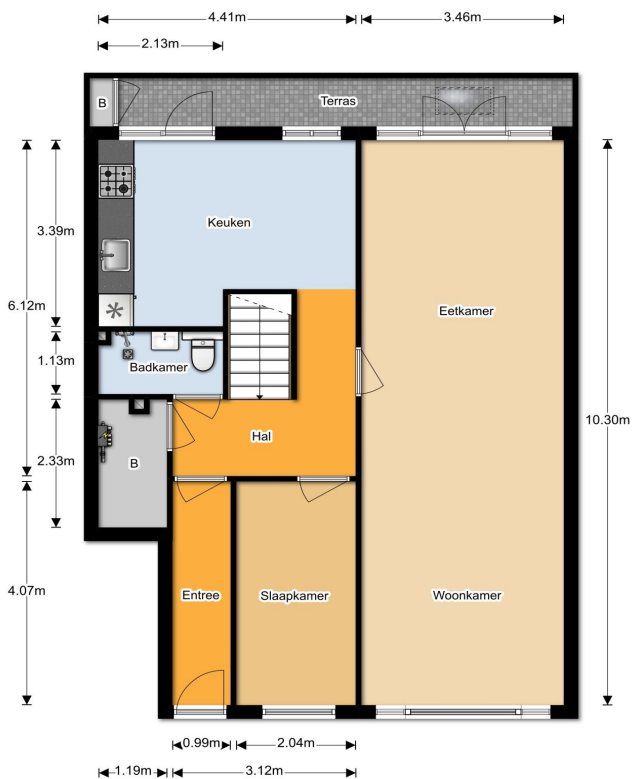 4.41m
3.46m
2.13m
B
Terras
Keuken
3.39m
6.12m
Eetkamer
1.13m
Badkamer
10.30m
Hal
2.33m
B
4.07m
Entree
Slaapkamer
Woonkamer
0.99m
2.04m
1.19m
3.12m